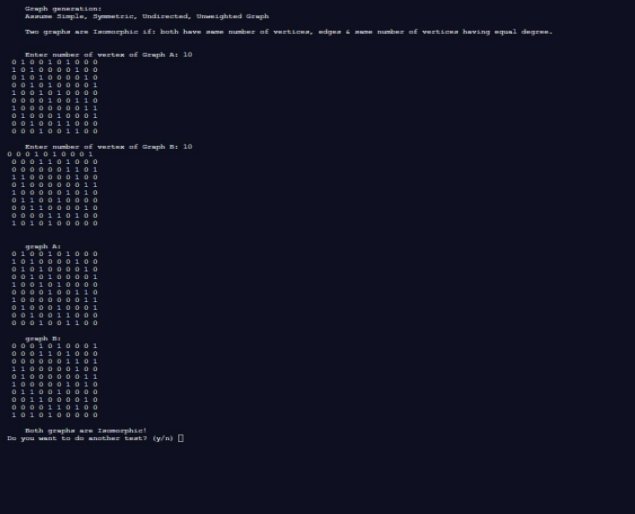 Graph generation:
Assume Simple, Symmetric, Undirected, Unweighted Graph
Two graphs are Isomorphic if: both have same number of vertices, edges & same number of vertices having equal degree.
Enter number of vertex of Graph A: 10
0 1 0 0 1 0 1 0 0 0
1 0 1 0 0 0 0 1 0 0
0 1 0 1 0 0 0 0 1 0
0 0 1 0 1 0 0 0 0 1
1 0 0 1 0 1 0 0 0 0
0 0 0 0 1 0 0 1 1 0
1 0 0 0 0 0 0 0 1 1
0 1 0 0 0 1 0 0 0 1
0 0 1 0 0 1 1 0 0 0
0 0 0 1 0 0 1 1 0 0
Enter number of vertex of Graph B: 10
0 0 0 1 0 1 0 0 0 1
0 0 0 1 1 0 1 0 0 0
0 0 0 0 0 0 1 1 0 1
1 1 0 0 0 0 0 1 0 0
0 1 0 0 0 0 0 0 1 1
1 0 0 0 0 0 1 0 1 0
0 1 1 0 0 1 0 0 0 0
0 0 1 1 0 0 0 0 1 0
0 0 0 0 1 1 0 1 0 0
1 0 1 0 1 0 0 0 0 0
graph A:
0 1 0 0 1 0 1 0 0 0
1 0 1 0 0 0 0 1 0 0
0 1 0 1 0 0 0 0 1 0
0 0 1 0 1 0 0 0 0 1
1 0 0 1 0 1 0 0 0 0
0 0 0 0 1 0 0 1 1 0
1 0 0 0 0 0 0 0 1 1
0 1 0 0 0 1 0 0 0 1
0 0 1 0 0 1 1 0 0 0
0 0 0 1 0 0 1 1 0 0
graph B:
0 0 0 1 0 1 0 0 0 1
0 0 0 1 1 0 1 0 0 0
0 0 0 0 0 0 1 1 0 1
1 1 0 0 0 0 0 1 0 0
0 1 0 0 0 0 0 0 1 1
1 0 0 0 0 0 1 0 1 0
0 1 1 0 0 1 0 0 0 0
0 0 1 1 0 0 0 0 1 0
0 0 0 0 1 1 0 1 0 0
1 0 1 0 1 0 0 0 0 0
Both graphs are Isomorphic!
Do you want to do another test? (y/n)